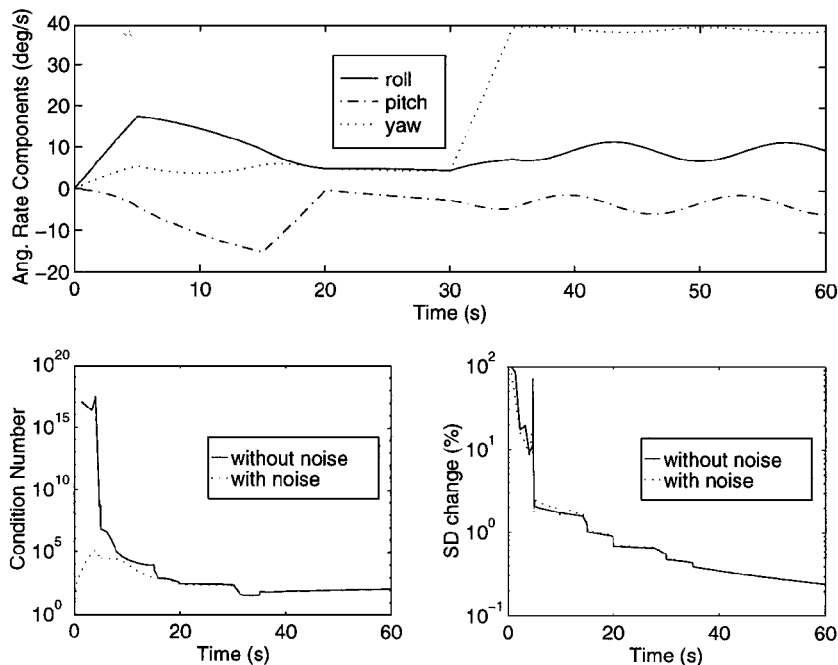 Ang. Rate Components (deg/s)
40
30
20
10
0
−10
−20
roll
pitch
yaw
0
10
20
30
40
50
60
Time (s)
Condition Number
10^20
10^15
10^10
10^5
10^0
without noise
with noise
0
20
40
60
Time (s)
SD change (%)
10^2
10^1
10^0
10^−1
without noise
with noise
0
20
40
60
Time (s)